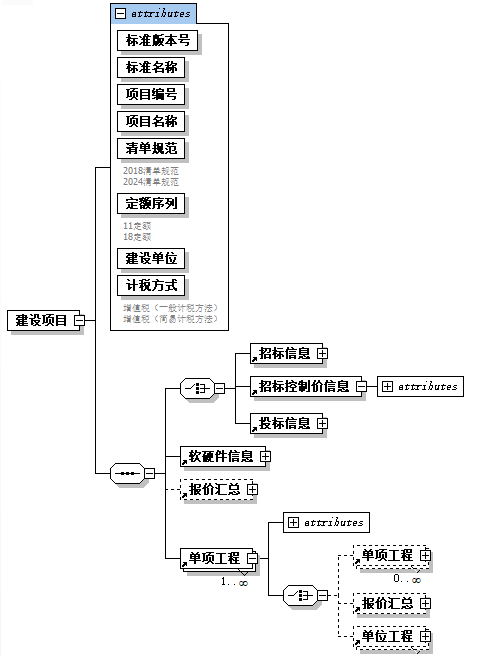 attributes
标准版本号
标准名称
项目编号
项目名称
清单规范
2018清单规范
2024清单规范
定额序列
11定额
18定额
建设单位
计税方式
增值税（一般计税方法）
增值税（简易计税方法）
建设项目
招标信息
招标控制价信息
attributes
投标信息
软硬件信息
报价汇总
attributes
单项工程
1..∞
单项工程
0..∞
报价汇总
单位工程